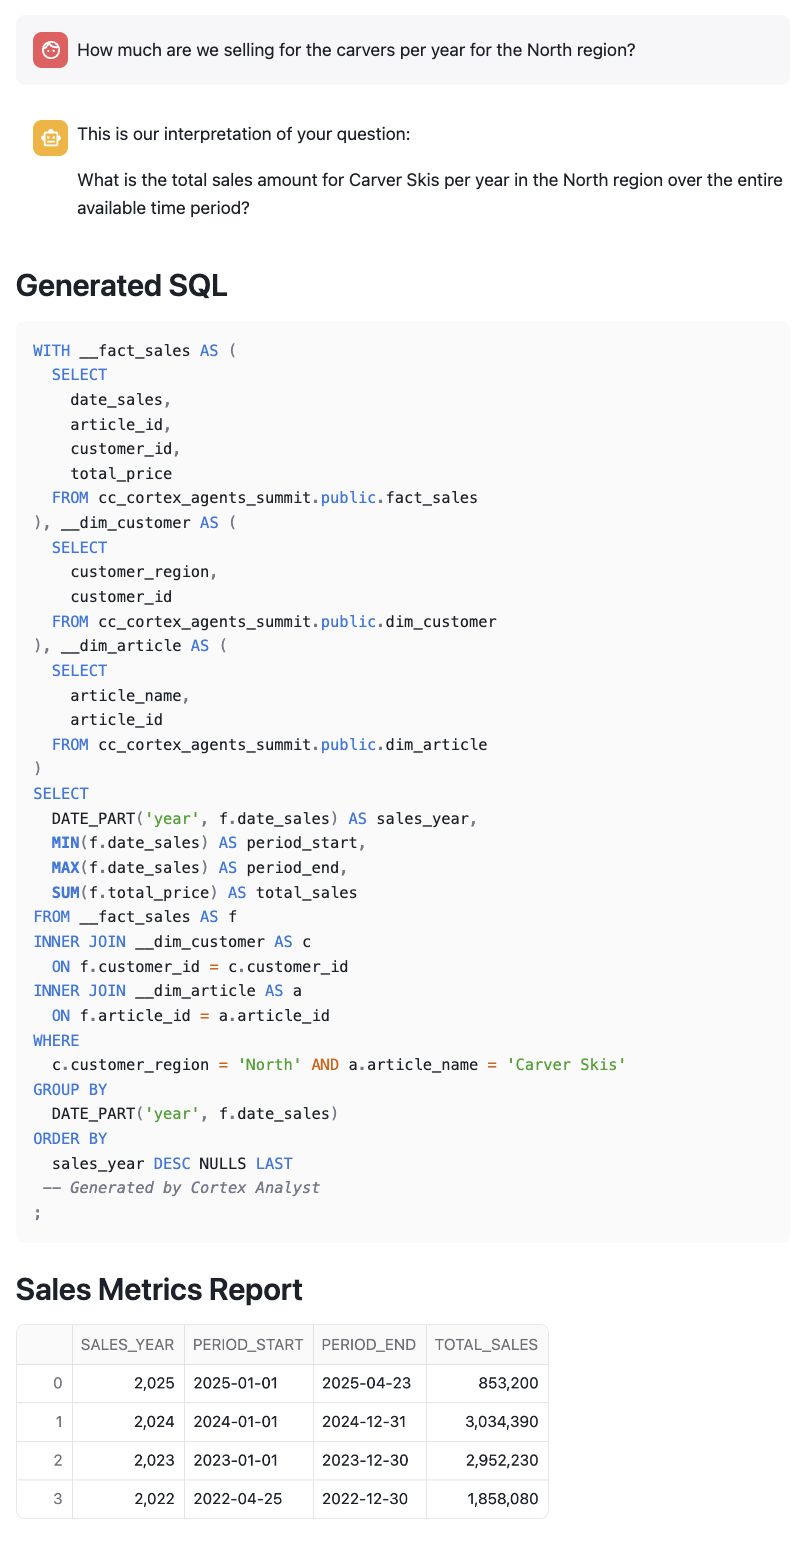 How much are we selling for the carvers per year for the North region?
This is our interpretation of your question:
What is the total sales amount for Carver Skis per year in the North region over the entire
available time period?
Generated SQL
WITH __fact_sales AS (
  SELECT
    date_sales,
    article_id,
    customer_id,
    total_price
  FROM cc_cortex_agents_summit.public.fact_sales
), __dim_customer AS (
  SELECT
    customer_region,
    customer_id
  FROM cc_cortex_agents_summit.public.dim_customer
), __dim_article AS (
  SELECT
    article_name,
    article_id
  FROM cc_cortex_agents_summit.public.dim_article
)
SELECT
  DATE_PART('year', f.date_sales) AS sales_year,
  MIN(f.date_sales) AS period_start,
  MAX(f.date_sales) AS period_end,
  SUM(f.total_price) AS total_sales
FROM __fact_sales AS f
INNER JOIN __dim_customer AS c
  ON f.customer_id = c.customer_id
INNER JOIN __dim_article AS a
  ON f.article_id = a.article_id
WHERE
  c.customer_region = 'North' AND a.article_name = 'Carver Skis'
GROUP BY
  DATE_PART('year', f.date_sales)
ORDER BY
  sales_year DESC NULLS LAST
 -- Generated by Cortex Analyst
;
Sales Metrics Report
SALES_YEAR PERIOD_START PERIOD_END TOTAL_SALES
0 2,025 2025-01-01 2025-04-23 853,200
1 2,024 2024-01-01 2024-12-31 3,034,390
2 2,023 2023-01-01 2023-12-30 2,952,230
3 2,022 2022-04-25 2022-12-30 1,858,080